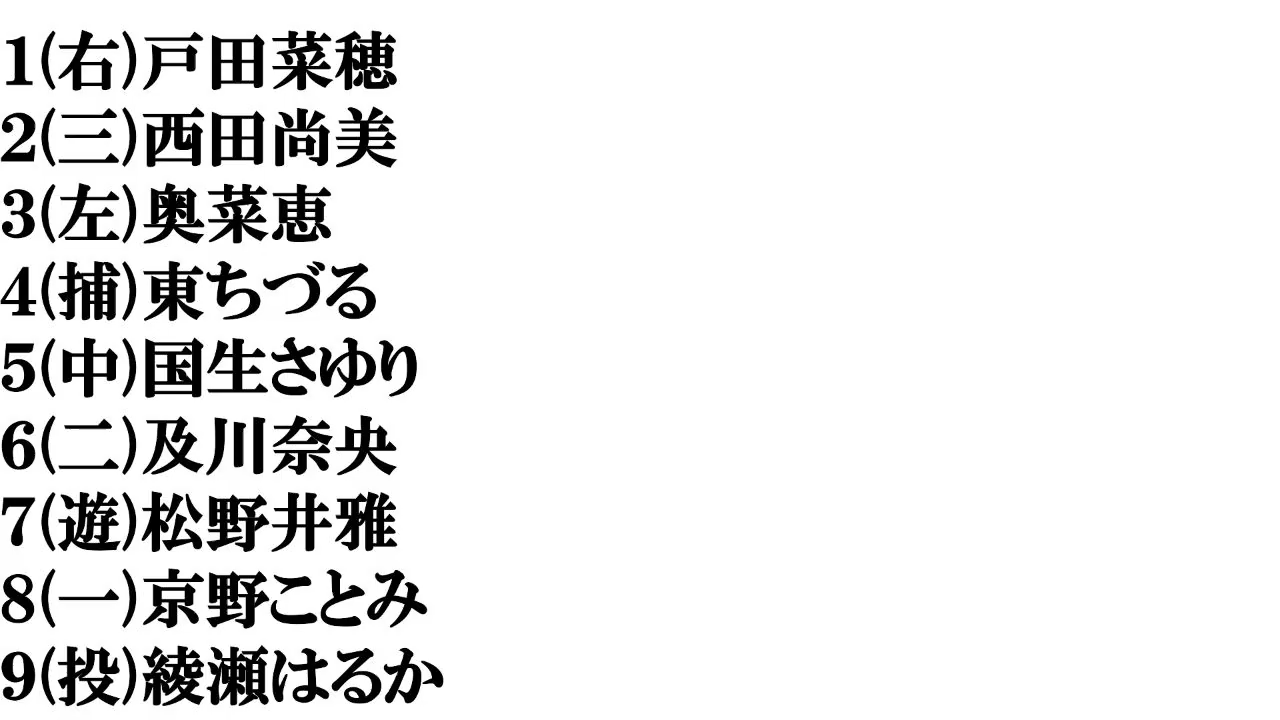 1(右)戸田菜穂
2(三)西田尚美
3(左)奥菜恵
4(捕)東ちづる
5(中)国生さゆり
6(二)及川奈央
7(遊)松野井雅
8(一)京野ことみ
9(投)綾瀬はるか